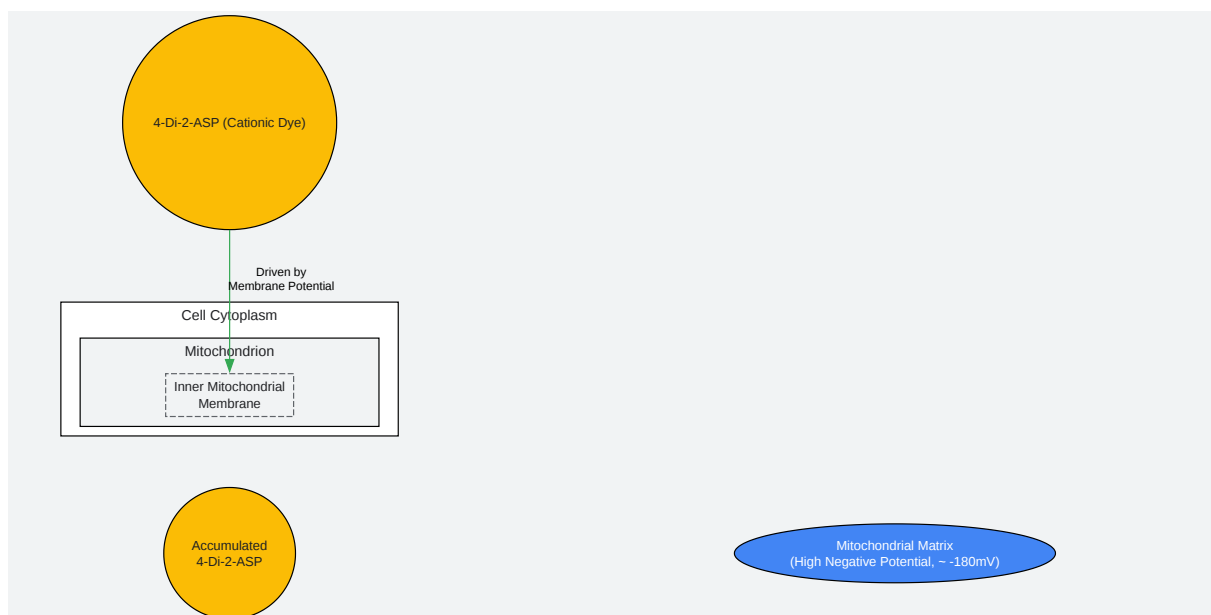 4-Di-2-ASP (Cationic Dye)
Driven by
Membrane Potential
Cell Cytoplasm
Mitochondrion
Inner Mitochondrial
Membrane
Accumulated
4-Di-2-ASP
Mitochondrial Matrix
(High Negative Potential, ~ -180mV)